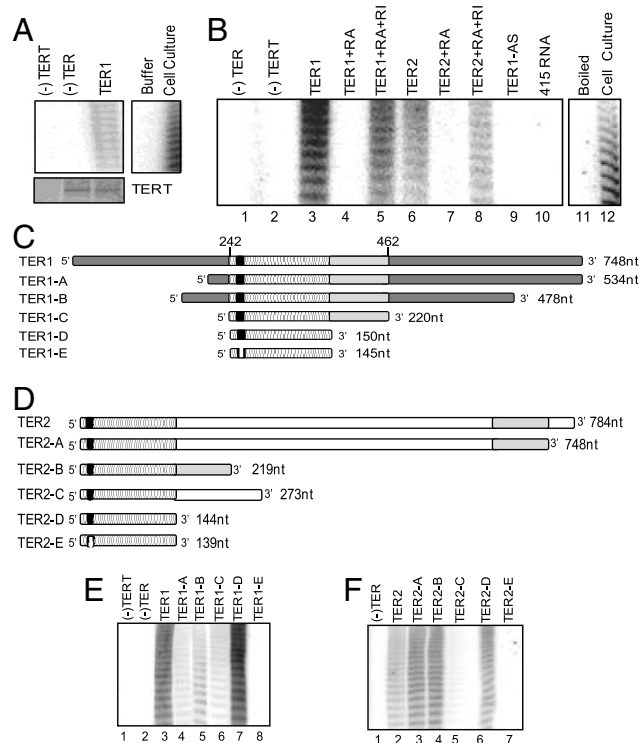 A
(-) TERT
(-) TER
TER1
Buffer
Cell Culture
TERT
B
(-) TER
(-) TERT
TER1
TER1+RA
TER1+RA+RI
TER2
TER2+RA
TER2+RA+RI
TER1-AS
415 RNA
Boiled
Cell Culture
1 2 3 4 5 6 7 8 9 10 11 12
C
242 462
TER1 5' 3' 748nt
TER1-A 5' 3' 534nt
TER1-B 5' 3' 478nt
TER1-C 5' 3' 220nt
TER1-D 5' 3' 150nt
TER1-E 5' 3' 145nt
D
TER2 5' 3' 784nt
TER2-A 5' 3' 748nt
TER2-B 5' 3' 219nt
TER2-C 5' 3' 273nt
TER2-D 5' 3' 144nt
TER2-E 5' 3' 139nt
E
(-)TERT
(-)TER
TER1
TER1-A
TER1-B
TER1-C
TER1-D
TER1-E
1 2 3 4 5 6 7 8
F
(-)TER
TER2
TER2-A
TER2-B
TER2-C
TER2-D
TER2-E
1 2 3 4 5 6 7